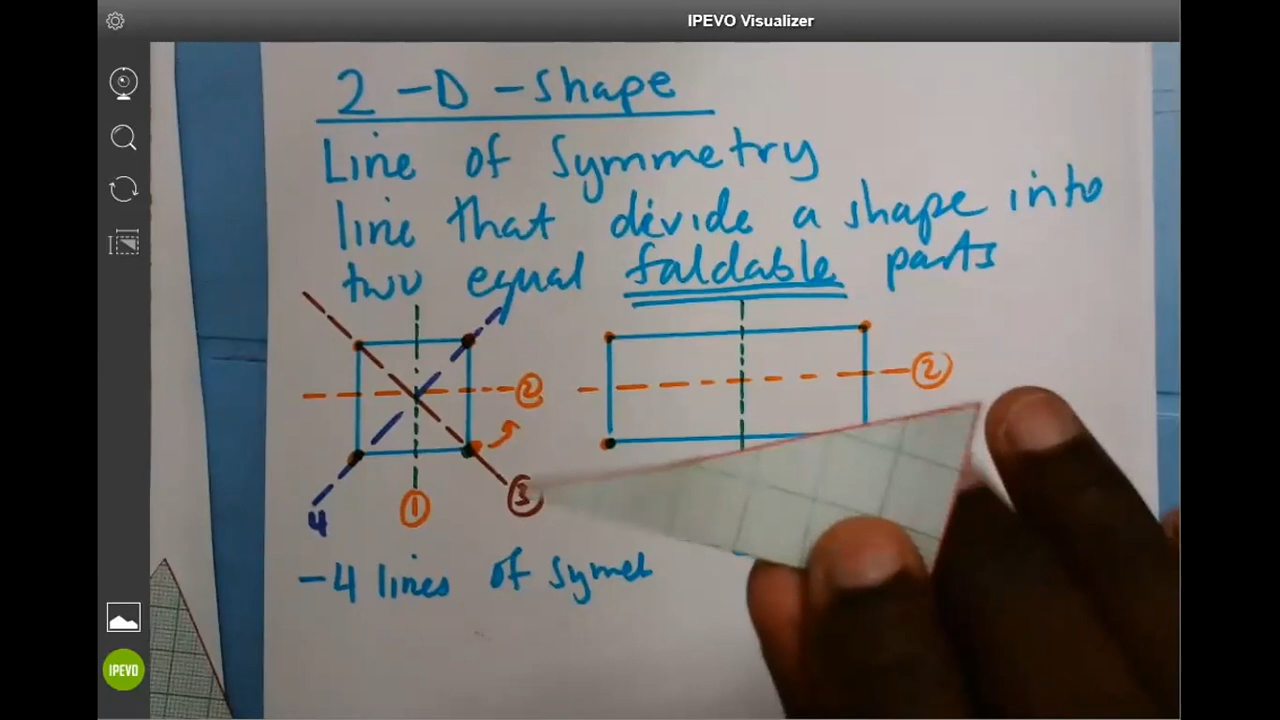 IPEVO Visualizer
2-D-shape
Line of Symmetry
line that divide a shape into
two equal faldable parts
②
②
③
①
4
-4 lines of symet
IPEVO